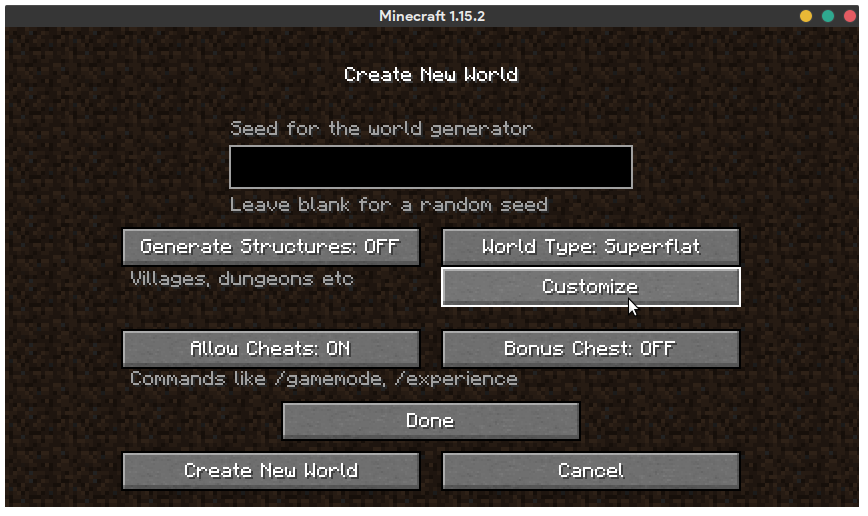 Minecraft 1.15.2
Create New World
Seed for the world generator
Leave blank for a random seed
Generate Structures: OFF
World Type: Superflat
Villages, dungeons etc
Customize
Allow Cheats: ON
Bonus Chest: OFF
Commands like /gamemode, /experience
Done
Create New World
Cancel